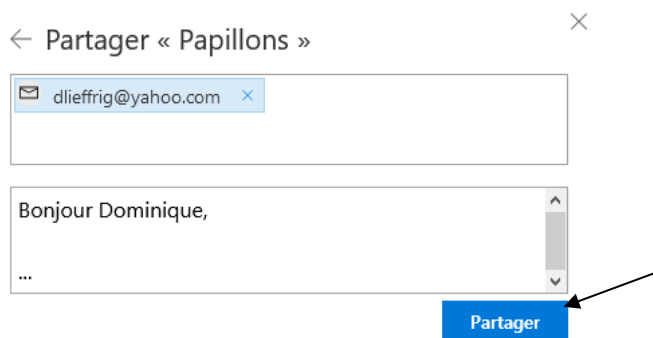 Partager « Papillons »
dlieffrig@yahoo.com
Bonjour Dominique,
...
Partager